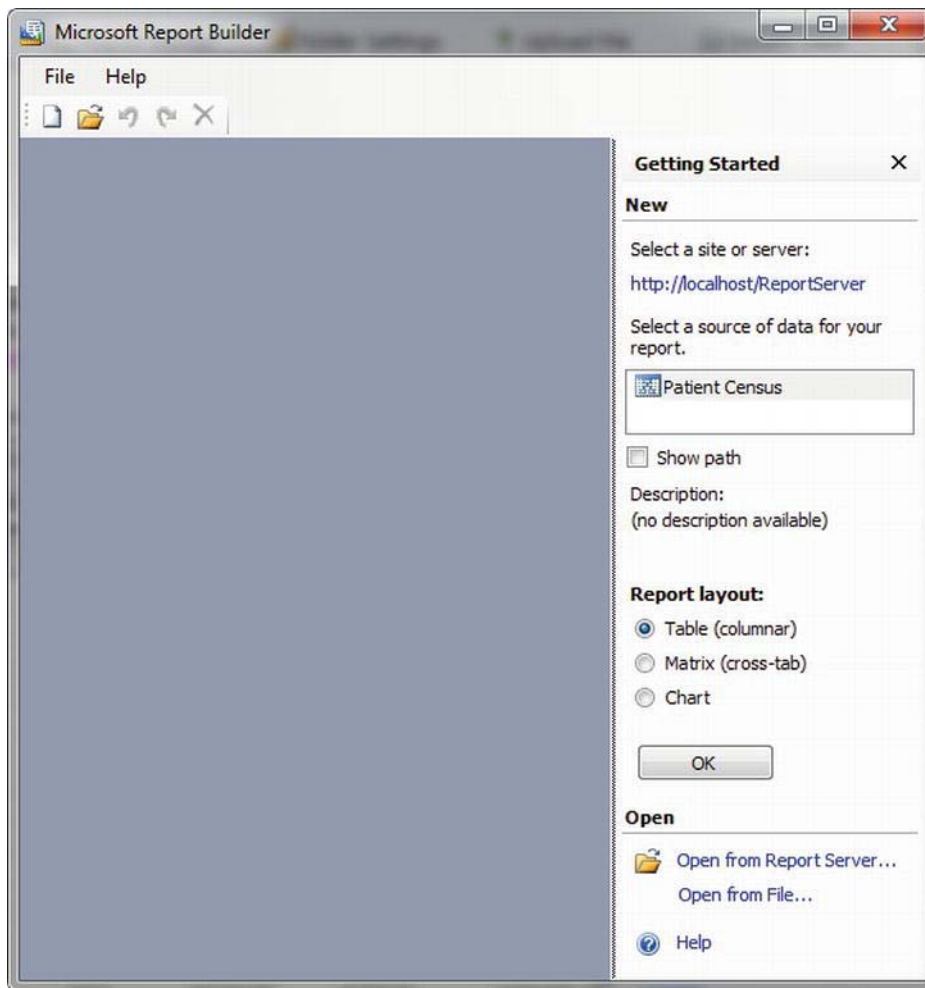 Microsoft Report Builder
File Help
Getting Started
New
Select a site or server:
http://localhost/ReportServer
Select a source of data for your
report.
Patient Census
Show path
Description:
(no description available)
Report layout:
Table (columnar)
Matrix (cross-tab)
Chart
OK
Open
Open from Report Server...
Open from File...
Help